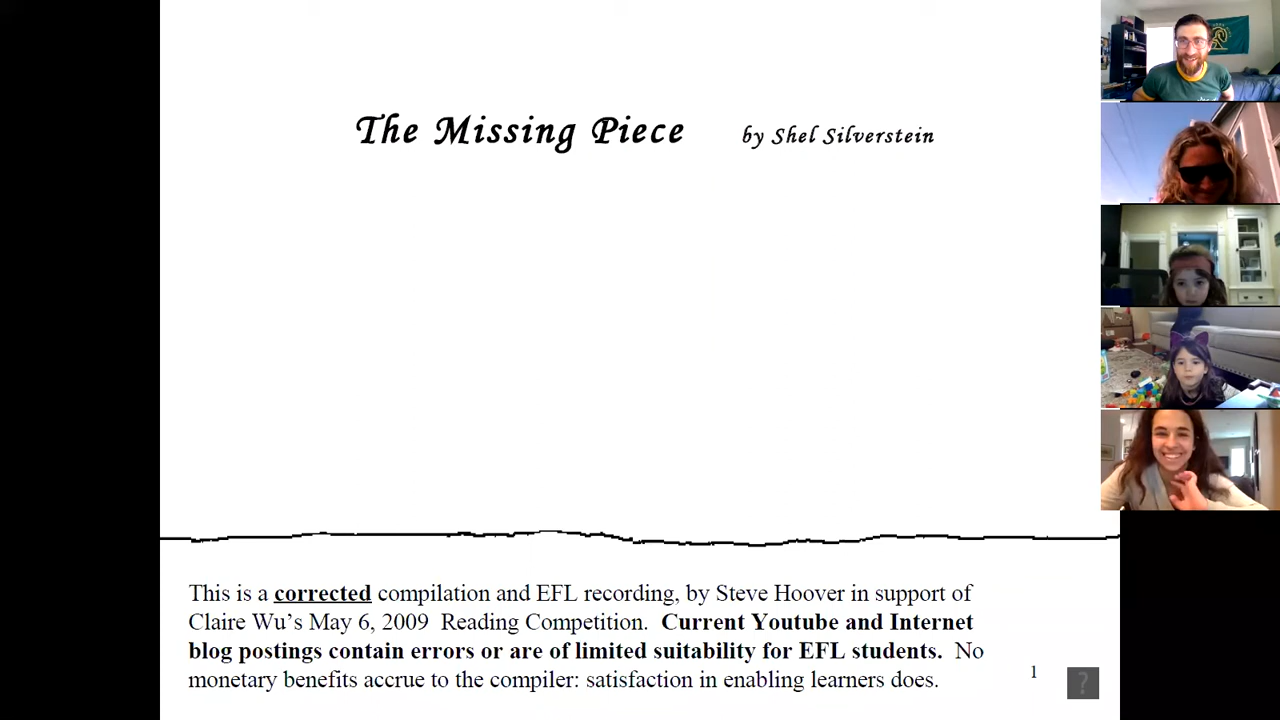 The Missing Piece by Shel Silverstein
This is a corrected compilation and EFL recording, by Steve Hoover in support of
Claire Wu's May 6, 2009 Reading Competition. Current Youtube and Internet
blog postings contain errors or are of limited suitability for EFL students. No
monetary benefits accrue to the compiler: satisfaction in enabling learners does.
1
?